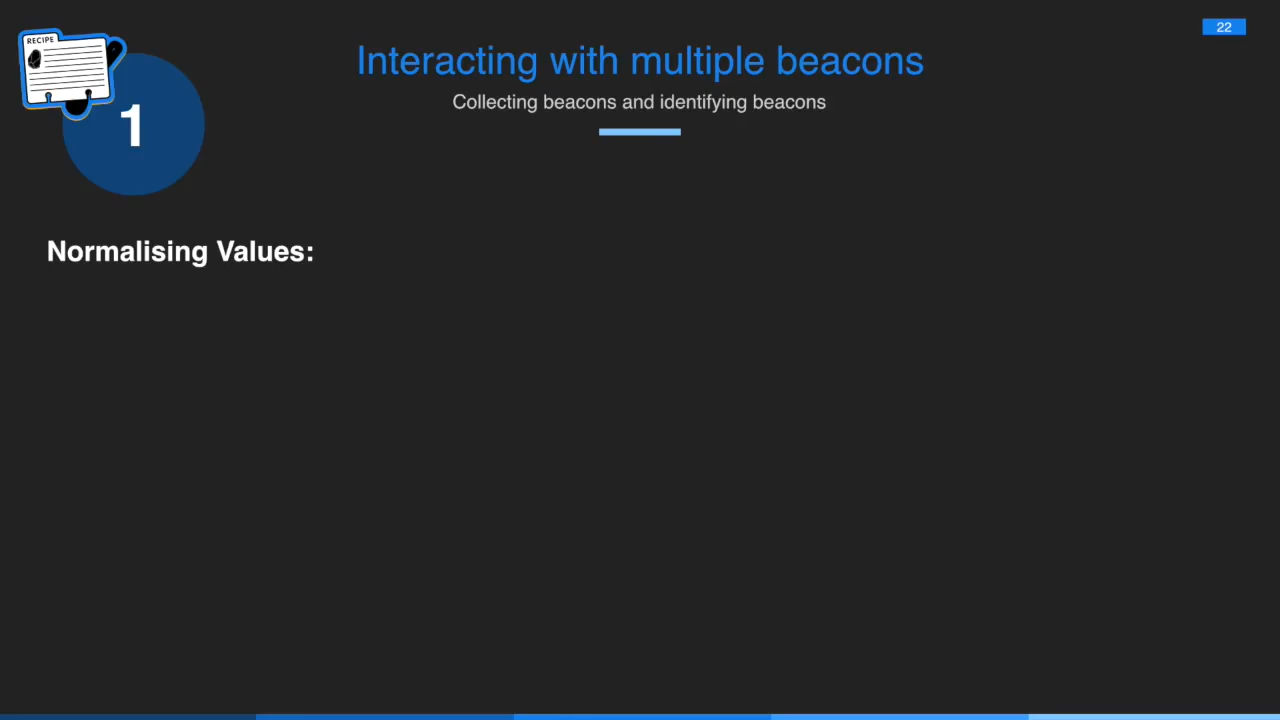 22
RECIPE
1
Interacting with multiple beacons
Collecting beacons and identifying beacons
Normalising Values: